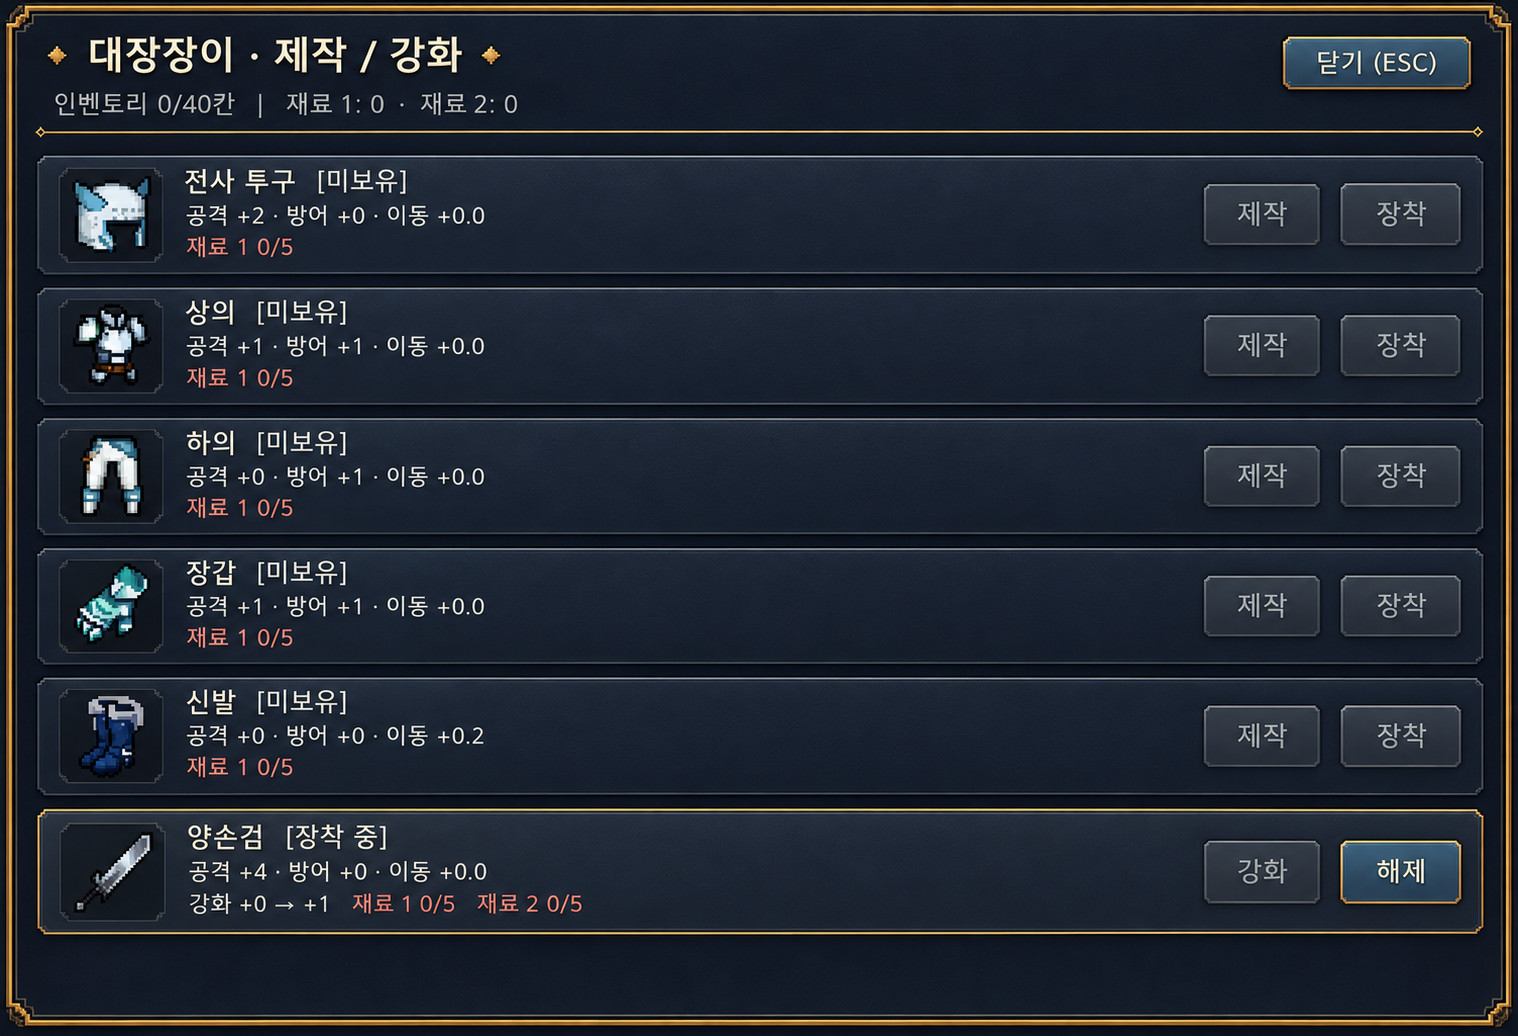 대장장이 · 제작 / 강화
닫기 (ESC)
인벤토리 0/40칸 | 재료 1: 0 · 재료 2: 0
전사 투구 [미보유]
공격 +2 · 방어 +0 · 이동 +0.0
재료 1 0/5
제작 장착
상의 [미보유]
공격 +1 · 방어 +1 · 이동 +0.0
재료 1 0/5
제작 장착
하의 [미보유]
공격 +0 · 방어 +1 · 이동 +0.0
재료 1 0/5
제작 장착
장갑 [미보유]
공격 +1 · 방어 +1 · 이동 +0.0
재료 1 0/5
제작 장착
신발 [미보유]
공격 +0 · 방어 +0 · 이동 +0.2
재료 1 0/5
제작 장착
양손검 [장착 중]
공격 +4 · 방어 +0 · 이동 +0.0
강화 +0 → +1 재료 1 0/5 재료 2 0/5
강화 해제